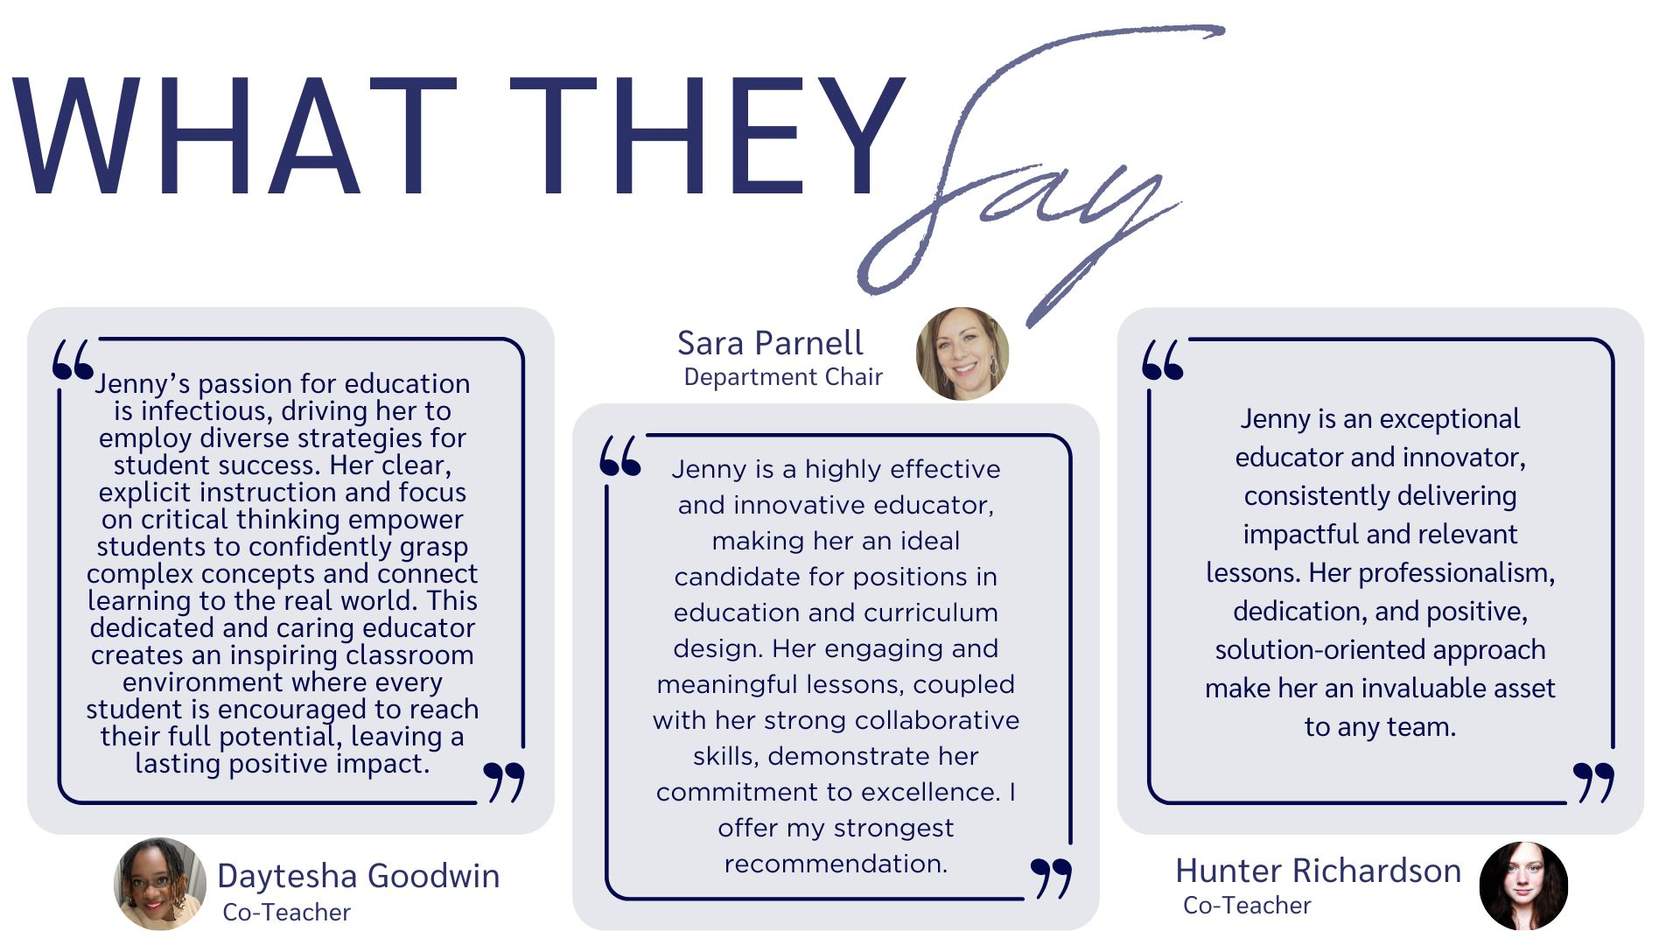 WHAT THEY Say
“
Jenny’s passion for education
is infectious, driving her to
employ diverse strategies for
student success. Her clear,
explicit instruction and focus
on critical thinking empower
students to confidently grasp
complex concepts and connect
learning to the real world. This
dedicated and caring educator
creates an inspiring classroom
environment where every
student is encouraged to reach
their full potential, leaving a
lasting positive impact.
”
Daytesha Goodwin
Co-Teacher
Sara Parnell
Department Chair
“
Jenny is a highly effective
and innovative educator,
making her an ideal
candidate for positions in
education and curriculum
design. Her engaging and
meaningful lessons, coupled
with her strong collaborative
skills, demonstrate her
commitment to excellence. I
offer my strongest
recommendation.
”
“
Jenny is an exceptional
educator and innovator,
consistently delivering
impactful and relevant
lessons. Her professionalism,
dedication, and positive,
solution-oriented approach
make her an invaluable asset
to any team.
”
Hunter Richardson
Co-Teacher